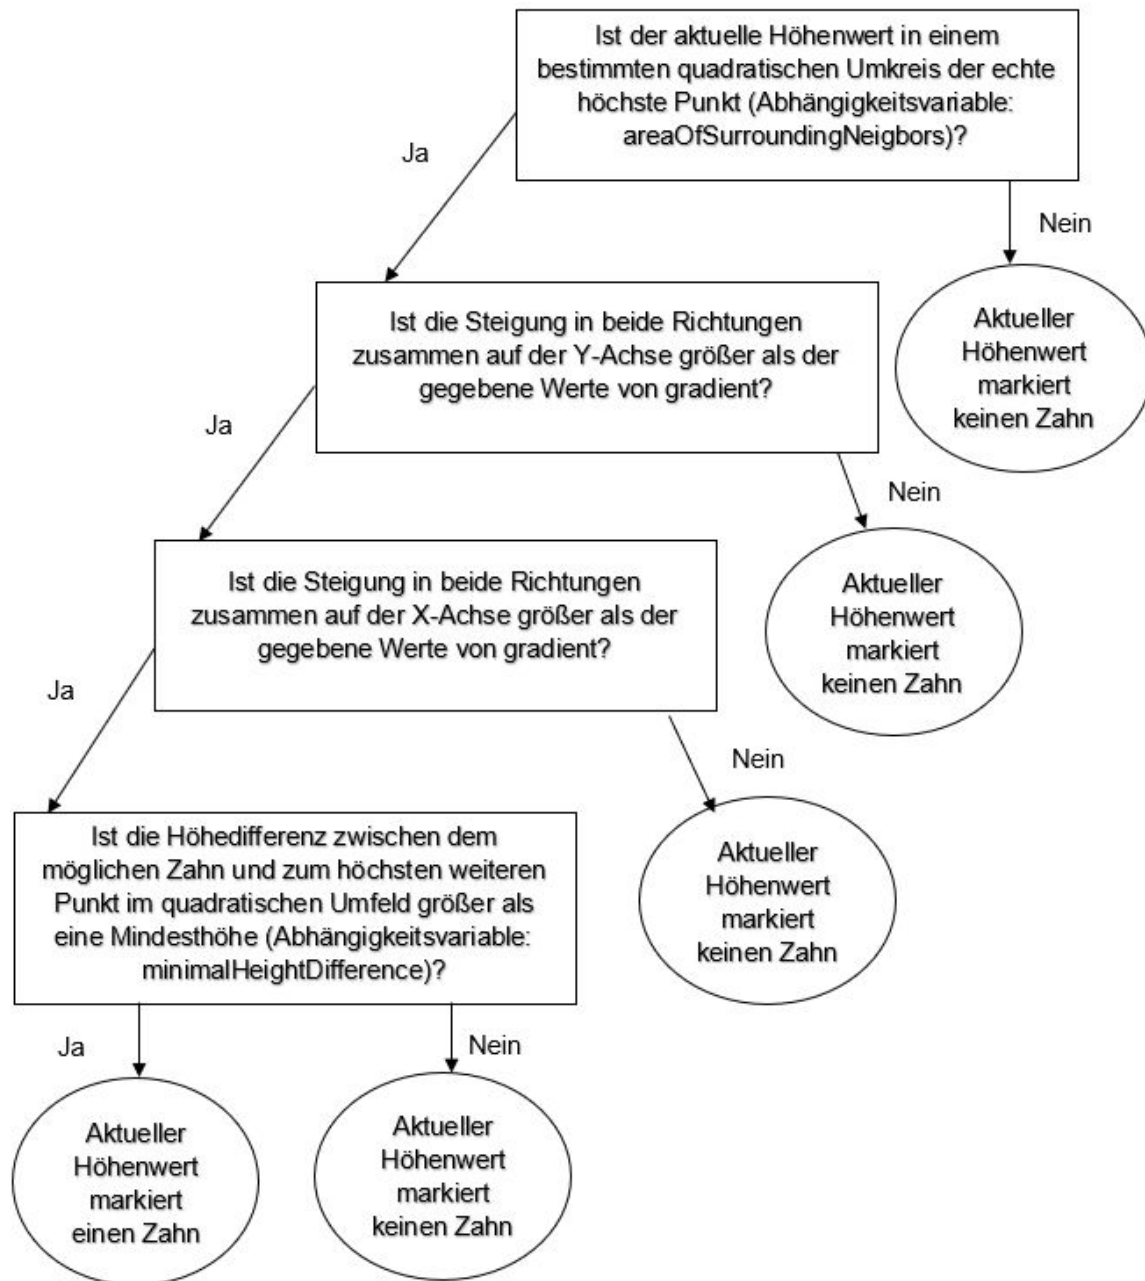 Ist der aktuelle Höhenwert in einem
bestimmten quadratischen Umkreis der echte
höchste Punkt (Abhängigkeitsvariable:
areaOfSurroundingNeigbors)?
Ja
Nein
Aktueller
Höhenwert
markiert
keinen Zahn
Ist die Steigung in beide Richtungen
zusammen auf der Y-Achse größer als der
gegebene Werte von gradient?
Ja
Nein
Aktueller
Höhenwert
markiert
keinen Zahn
Ist die Steigung in beide Richtungen
zusammen auf der X-Achse größer als der
gegebene Werte von gradient?
Ja
Nein
Aktueller
Höhenwert
markiert
keinen Zahn
Ist die Höhedifferenz zwischen dem
möglichen Zahn und zum höchsten weiteren
Punkt im quadratischen Umfeld größer als
eine Mindesthöhe (Abhängigkeitsvariable:
minimalHeightDifference)?
Ja
Nein
Aktueller
Höhenwert
markiert
einen Zahn
Aktueller
Höhenwert
markiert
keinen Zahn